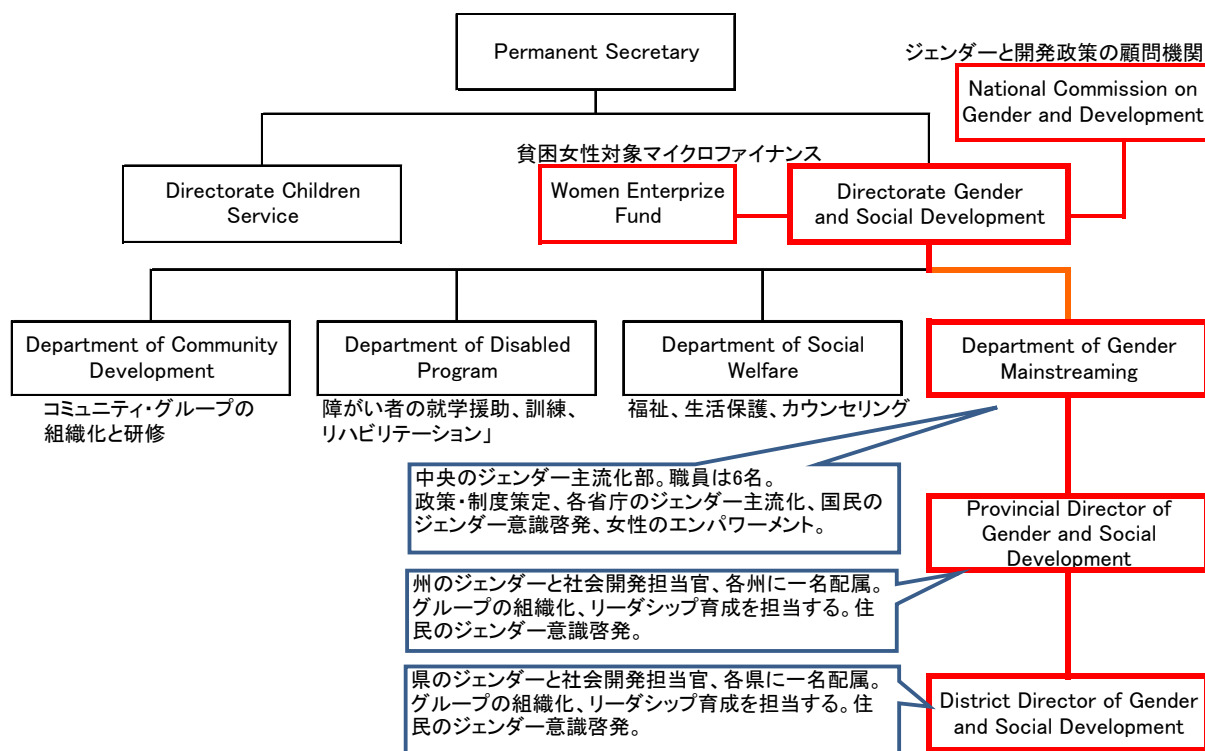 Permanent Secretary
ジェンダーと開発政策の顧問機関
National Commission on
Gender and Development
貧困女性対象マイクロファイナンス
Directorate Children
Service
Women Enterprize
Fund
Directorate Gender
and Social Development
Department of Community
Development
Department of Disabled
Program
Department of Social
Welfare
Department of Gender
Mainstreaming
コミュニティ・グループの
組織化と研修
障がい者の就学援助、訓練、
リハビリテーション」
福祉、生活保護、カウンセリング
中央のジェンダー主流化部。職員は6名。
政策・制度策定、各省庁のジェンダー主流化、国民の
ジェンダー意識啓発、女性のエンパワーメント。
Provincial Director of
Gender and Social
Development
州のジェンダーと社会開発担当官、各州に一名配属。
グループの組織化、リーダシップ育成を担当する。住
民のジェンダー意識啓発。
県のジェンダーと社会開発担当官、各県に一名配属。
グループの組織化、リーダシップ育成を担当する。住
民のジェンダー意識啓発。
District Director of Gender
and Social Development